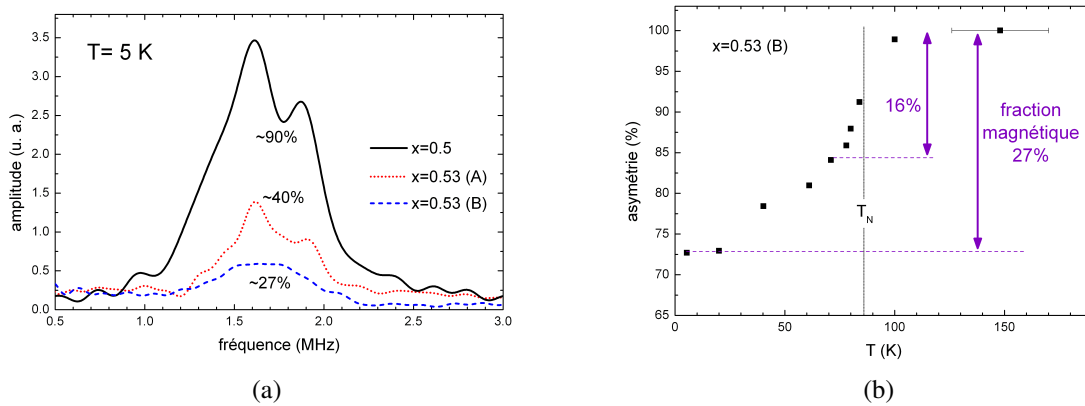 T= 5 K
~90%
~40%
~27%
x=0.5
x=0.53 (A)
x=0.53 (B)
amplitude (u. a.)
3.5
3.0
2.5
2.0
1.5
1.0
0.5
0.0
0.5 1.0 1.5 2.0 2.5 3.0
fréquence (MHz)
(a)
x=0.53 (B)
16%
fraction
magnétique
27%
T_N
asymétrie (%)
100
95
90
85
80
75
70
65
0 50 100 150
T (K)
(b)